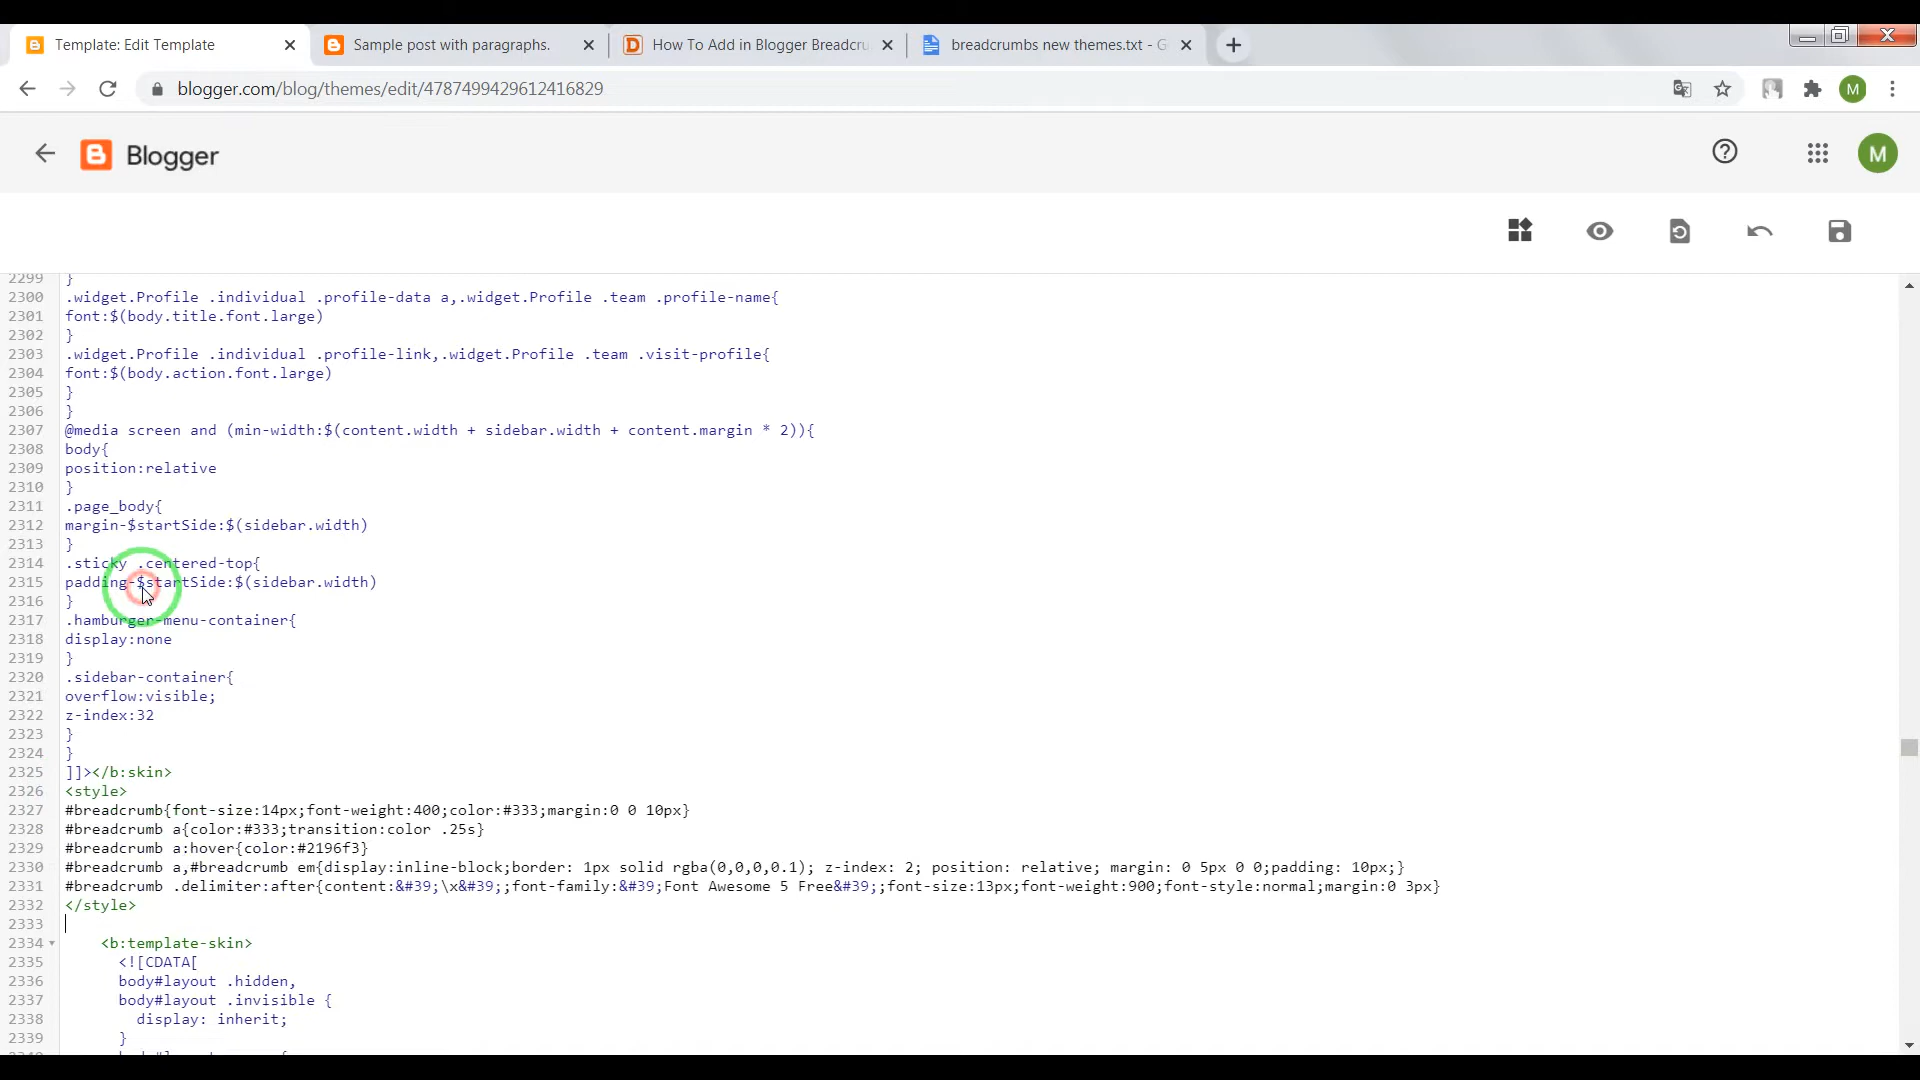 Template: Edit Template
Sample post with paragraphs.
How To Add in Blogger Breadcru
breadcrumbs new themes.txt - G
blogger.com/blog/themes/edit/4787499429612416829
M
Blogger
M
2299 }
2300 .widget.Profile .individual .profile-data a,.widget.Profile .team .profile-name{
2301 font:$(body.title.font.large)
2302 }
2303 .widget.Profile .individual .profile-link,.widget.Profile .team .visit-profile{
2304 font:$(body.action.font.large)
2305 }
2306 }
2307 @media screen and (min-width:$(content.width + sidebar.width + content.margin * 2)){
2308 body{
2309 position:relative
2310 }
2311 .page_body{
2312 margin-$startSide:$(sidebar.width)
2313 }
2314 .sticky .centered-top{
2315 padding-$startSide:$(sidebar.width)
2316 }
2317 .hamburger-menu-container{
2318 display:none
2319 }
2320 .sidebar-container{
2321 overflow:visible;
2322 z-index:32
2323 }
2324 }
2325 ]]></b:skin>
2326 <style>
2327 #breadcrumb{font-size:14px;font-weight:400;color:#333;margin:0 0 10px}
2328 #breadcrumb a{color:#333;transition:color .25s}
2329 #breadcrumb a:hover{color:#2196f3}
2330 #breadcrumb a,#breadcrumb em{display:inline-block;border: 1px solid rgba(0,0,0,0.1); z-index: 2; position: relative; margin: 0 5px 0 0;padding: 10px;}
2331 #breadcrumb .delimiter:after{content:&#39;\x&#39;;font-family:&#39;Font Awesome 5 Free&#39;;font-size:13px;font-weight:900;font-style:normal;margin:0 3px}
2332 </style>
2333
2334 <b:template-skin>
2335 <![CDATA[
2336 body#layout .hidden,
2337 body#layout .invisible {
2338 display: inherit;
2339 }